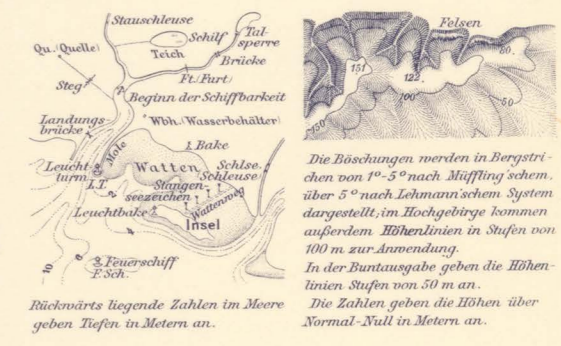 Stauschleuse
Schilf
Teich
Tal-
sperre
Brücke
Qu. (Quelle)
Ft. (Furt)
Steg
Beginn der Schiffbarkeit
Landungs-
brücke
Wbh. (Wasserbehälter)
Mole
Bake
Watten
Schlse.
Schleuse
Leucht-
turm
L.T.
Stangen-
seezeichen
Wattenweg
Leuchtbake
Insel
2
4
6
10
Feuerschiff
F. Sch.
Rückwärts liegende Zahlen im Meere
geben Tiefen in Metern an.
Felsen
80.
151
122.
100
50
150
Die Böschungen werden in Bergstri-
chen von 1°-5° nach Müffling'schem,
über 5° nach Lehmann'schem System
dargestellt; im Hochgebirge kommen
außerdem Höhenlinien in Stufen von
100 m zur Anwendung.
In der Buntausgabe geben die Höhen-
linien Stufen von 50 m an.
Die Zahlen geben die Höhen über
Normal-Null in Metern an.